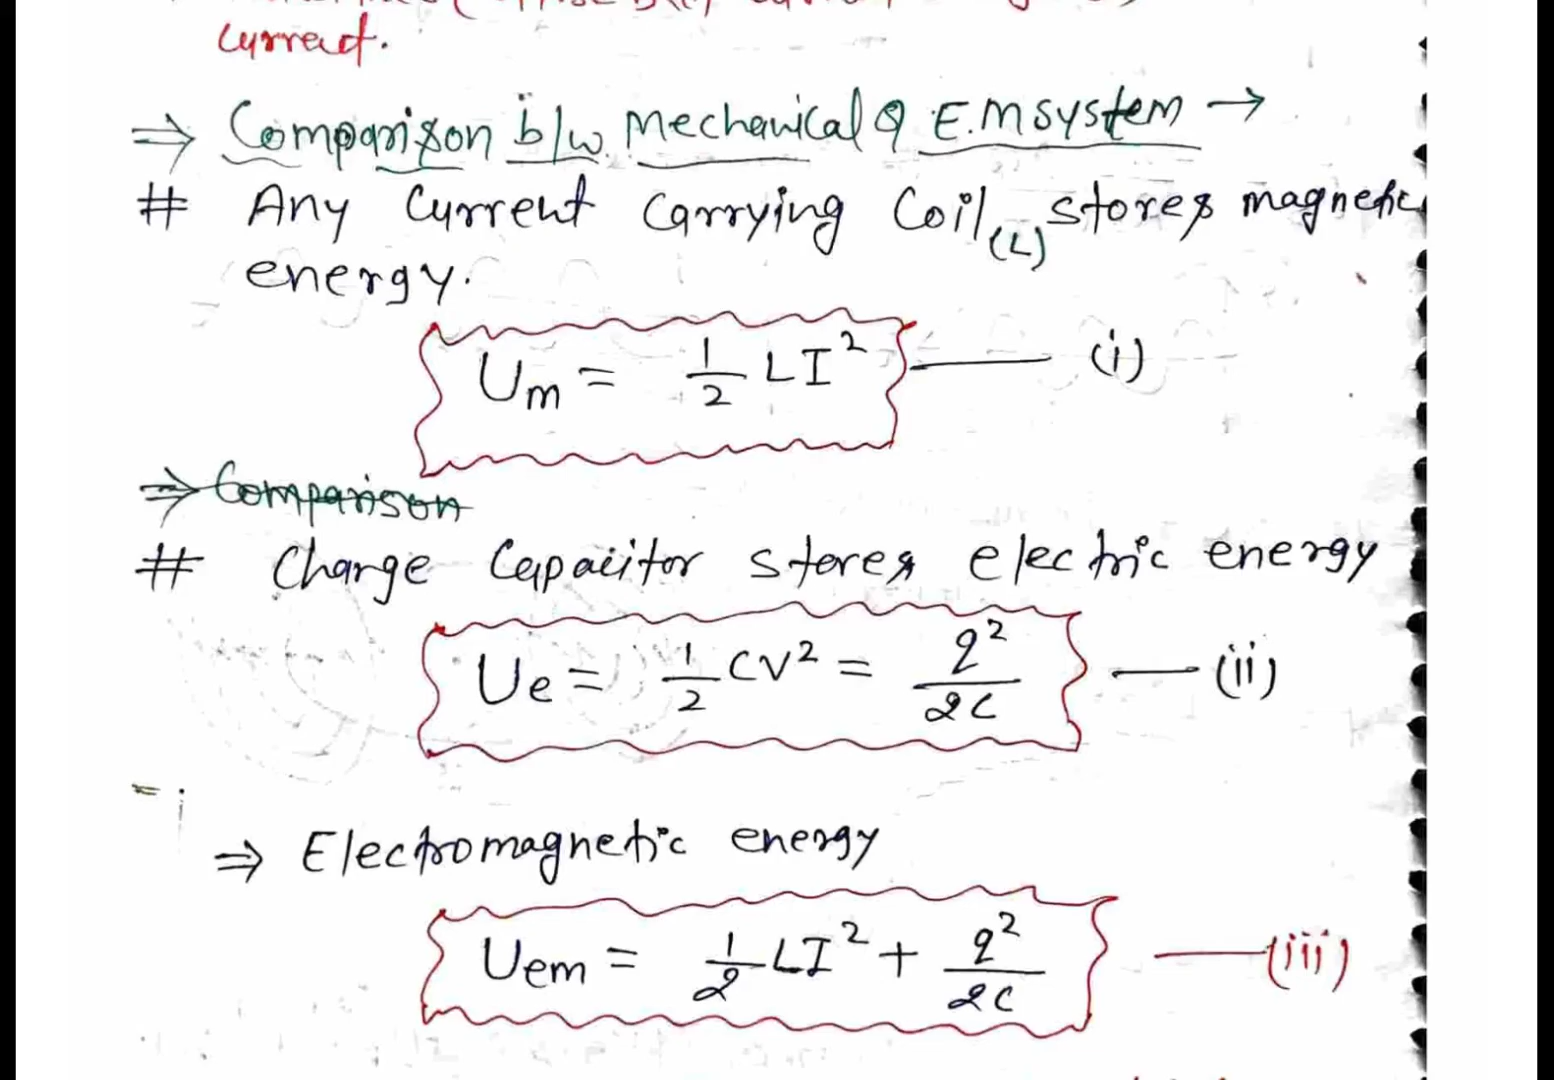 current.
⇒ Comparison b/w Mechanical & E.M system →
# Any Current Carrying Coil(L) stores magnetic
energy.
Um = 1/2 LI² —— (i)
⇒ Comparison
# Charge Capaiitor stores electric energy
Ue = 1/2 CV² = q²/2C —— (ii)
⇒ Electromagnetic energy
Uem = 1/2 LI² + q²/2C —— (iii)